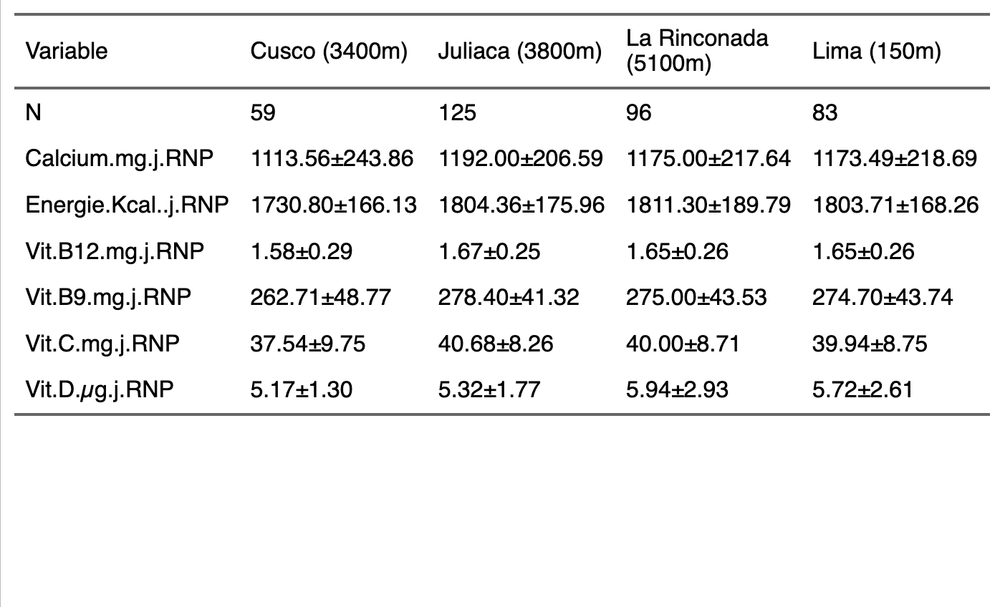 Variable Cusco (3400m) Juliaca (3800m) La Rinconada (5100m) Lima (150m)
N 59 125 96 83
Calcium.mg.j.RNP 1113.56±243.86 1192.00±206.59 1175.00±217.64 1173.49±218.69
Energie.Kcal..j.RNP 1730.80±166.13 1804.36±175.96 1811.30±189.79 1803.71±168.26
Vit.B12.mg.j.RNP 1.58±0.29 1.67±0.25 1.65±0.26 1.65±0.26
Vit.B9.mg.j.RNP 262.71±48.77 278.40±41.32 275.00±43.53 274.70±43.74
Vit.C.mg.j.RNP 37.54±9.75 40.68±8.26 40.00±8.71 39.94±8.75
Vit.D.µg.j.RNP 5.17±1.30 5.32±1.77 5.94±2.93 5.72±2.61